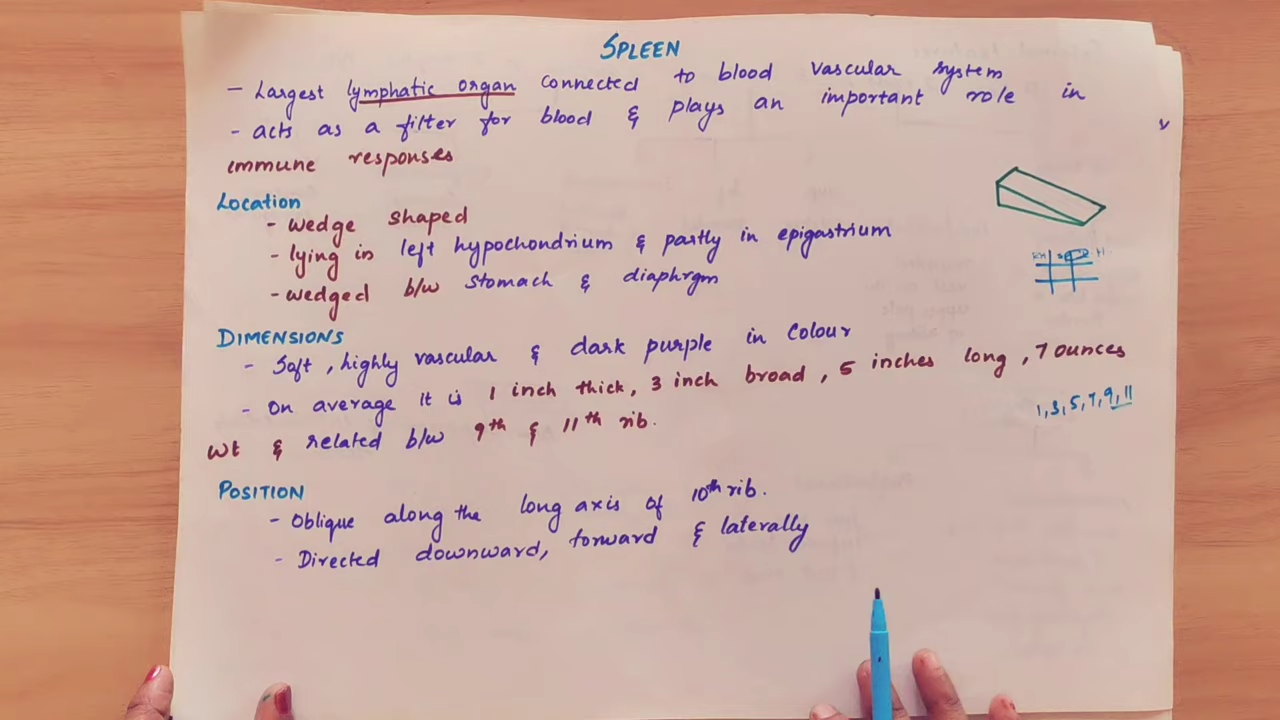 SPLEEN
- Largest lymphatic organ connected to blood vascular system
- acts as a filter for blood & plays an important role in
immune responses
Location
- wedge shaped
- lying in left hypochondrium & partly in epigastrium
- wedged b/w stomach & diaphrgm
DIMENSIONS
- Soft, highly vascular & dark purple in Colour
- On average it is 1 inch thick, 3 inch broad, 5 inches long, 7 ounces
1, 3, 5, 7, 9, 11
wt & related b/w 9th & 11th rib.
POSITION
- Oblique along the long axis of 10th rib.
- Directed downward, forward & laterally